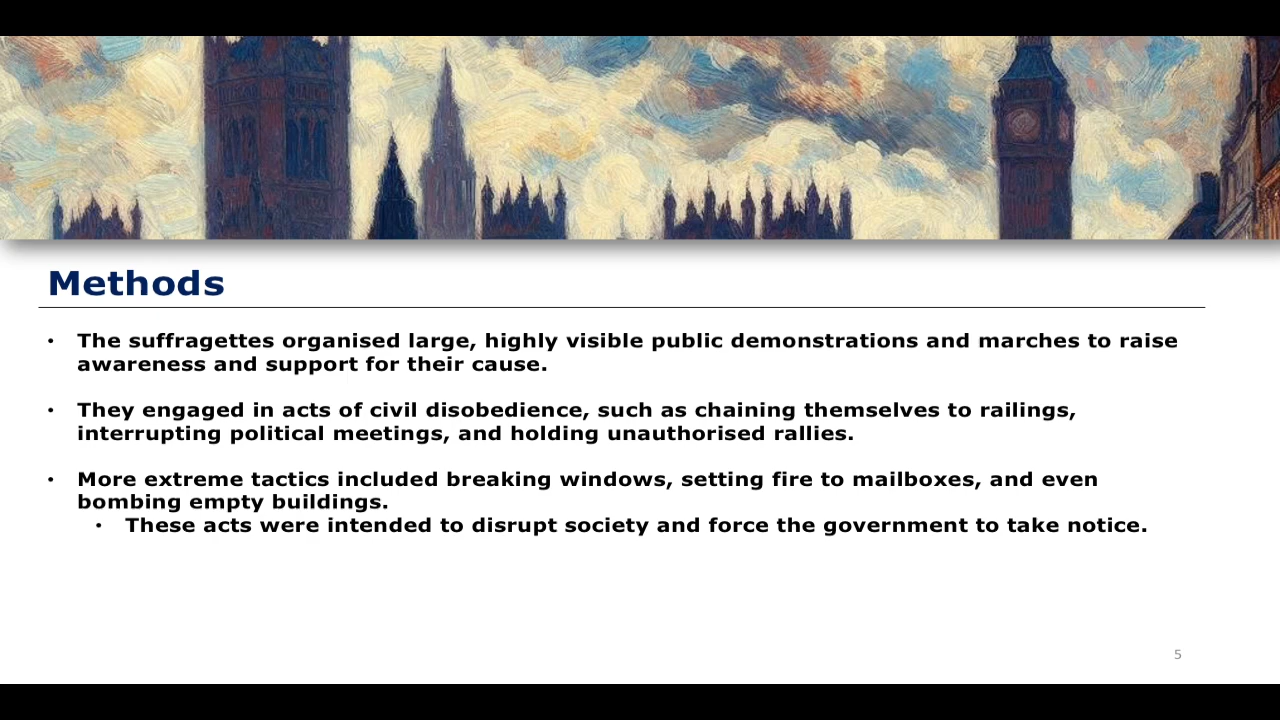 Methods
• The suffragettes organised large, highly visible public demonstrations and marches to raise
awareness and support for their cause.
• They engaged in acts of civil disobedience, such as chaining themselves to railings,
interrupting political meetings, and holding unauthorised rallies.
• More extreme tactics included breaking windows, setting fire to mailboxes, and even
bombing empty buildings.
• These acts were intended to disrupt society and force the government to take notice.
5